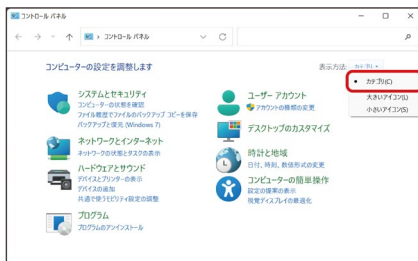 コントロール パネル
コントロール パネル
コンピューターの設定を調整します
表示方法: カテゴリ
カテゴリ(C)
大きいアイコン(L)
小さいアイコン(S)
システムとセキュリティ
コンピューターの状態を確認
ファイル履歴でファイルのバックアップ コピーを保存
バックアップと復元 (Windows 7)
ネットワークとインターネット
ネットワークの状態とタスクの表示
ハードウェアとサウンド
デバイスとプリンターの表示
デバイスの追加
共通で使うモビリティ設定の調整
プログラム
プログラムのアンインストール
ユーザー アカウント
アカウントの種類の変更
デスクトップのカスタマイズ
時計と地域
日付、時刻、数値形式の変更
コンピューターの簡単操作
設定の提案の表示
視覚ディスプレイの最適化